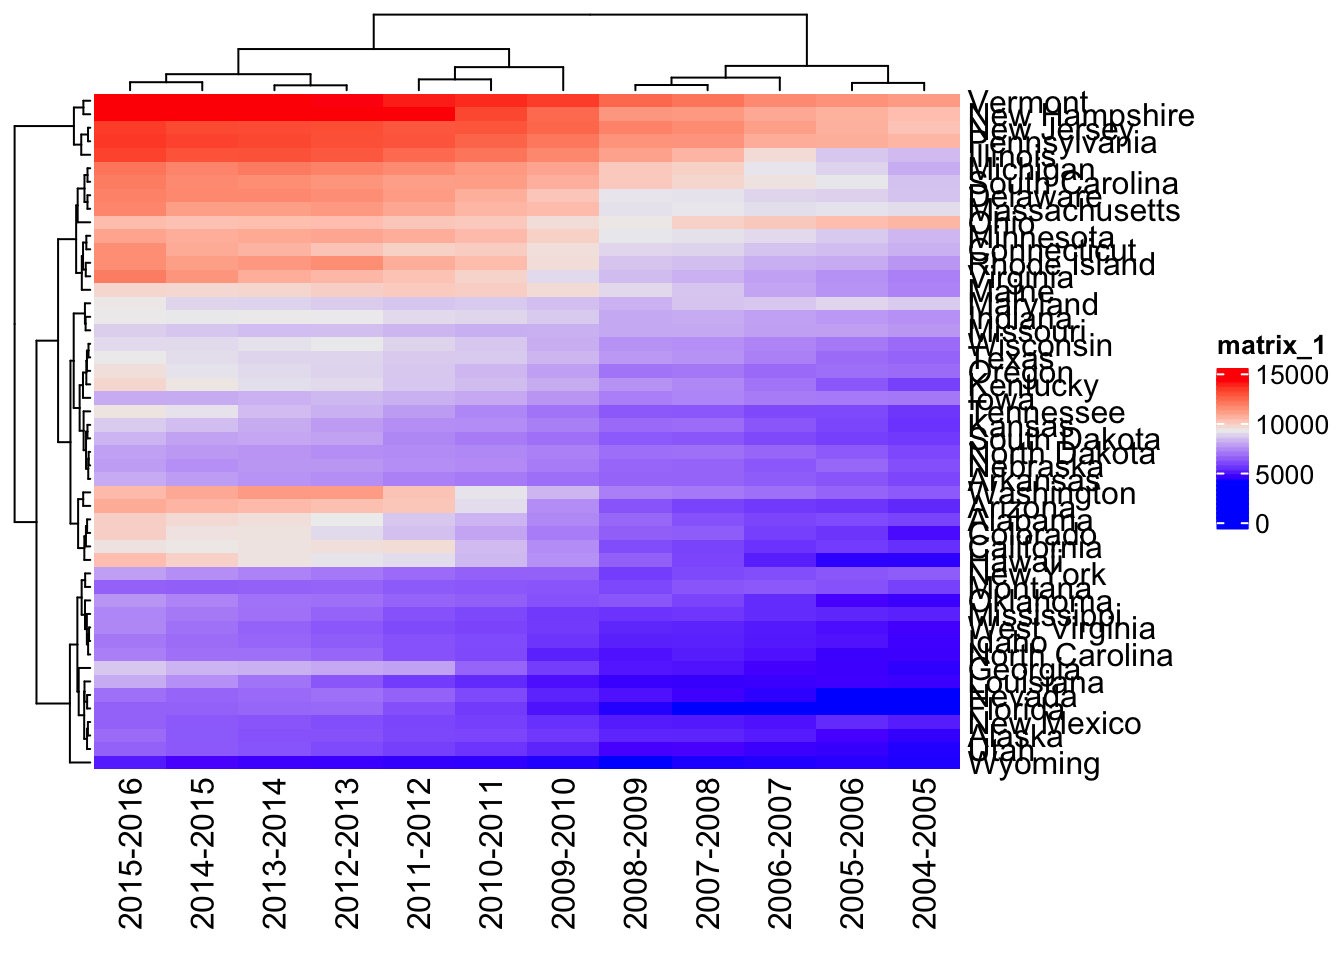 Vermont
New Hampshire
New Jersey
Pennsylvania
Illinois
Michigan
South Carolina
Delaware
Massachusetts
Ohio
Minnesota
Connecticut
Rhode Island
Virginia
Maine
Maryland
Indiana
Missouri
Wisconsin
Texas
Oregon
Kentucky
Iowa
Tennessee
Kansas
South Dakota
North Dakota
Nebraska
Arkansas
Washington
Arizona
Alabama
Colorado
California
Hawaii
New York
Montana
Oklahoma
Mississippi
West Virginia
Idaho
North Carolina
Georgia
Louisiana
Nevada
Florida
New Mexico
Alaska
Utah
Wyoming
matrix_1
15000
10000
5000
0
2015-2016
2014-2015
2013-2014
2012-2013
2011-2012
2010-2011
2009-2010
2008-2009
2007-2008
2006-2007
2005-2006
2004-2005